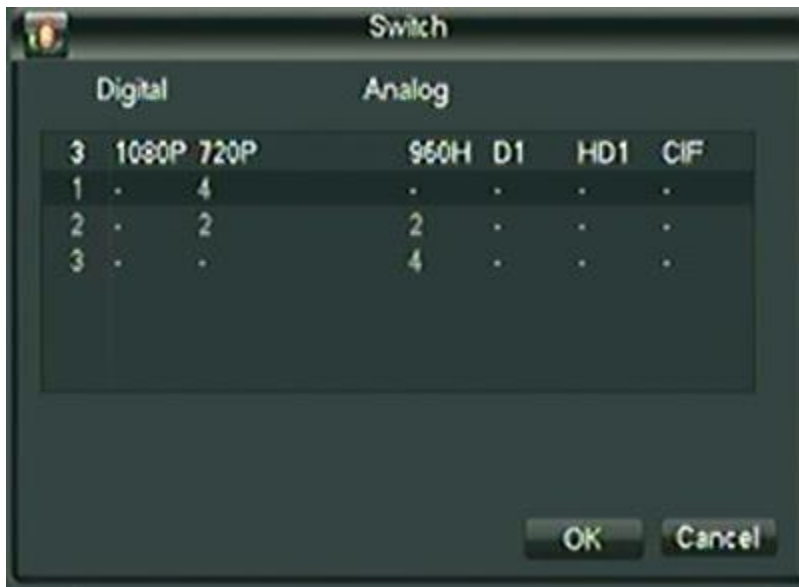 Switch
Digital Analog
3 1080P 720P 960H D1 HD1 CIF
1 - 4 - - - -
2 - 2 2 - - -
3 - - 4 - - -
OK Cancel